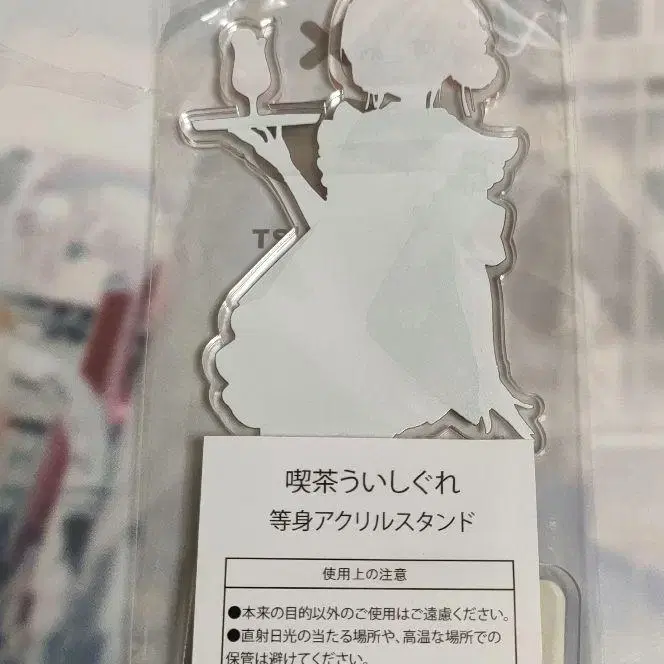 TS
喫茶ういしぐれ
等身アクリルスタンド
使用上の注意
●本来の目的以外のご使用はご遠慮ください。
●直射日光の当たる場所や、高温な場所での
保管は避けてください。